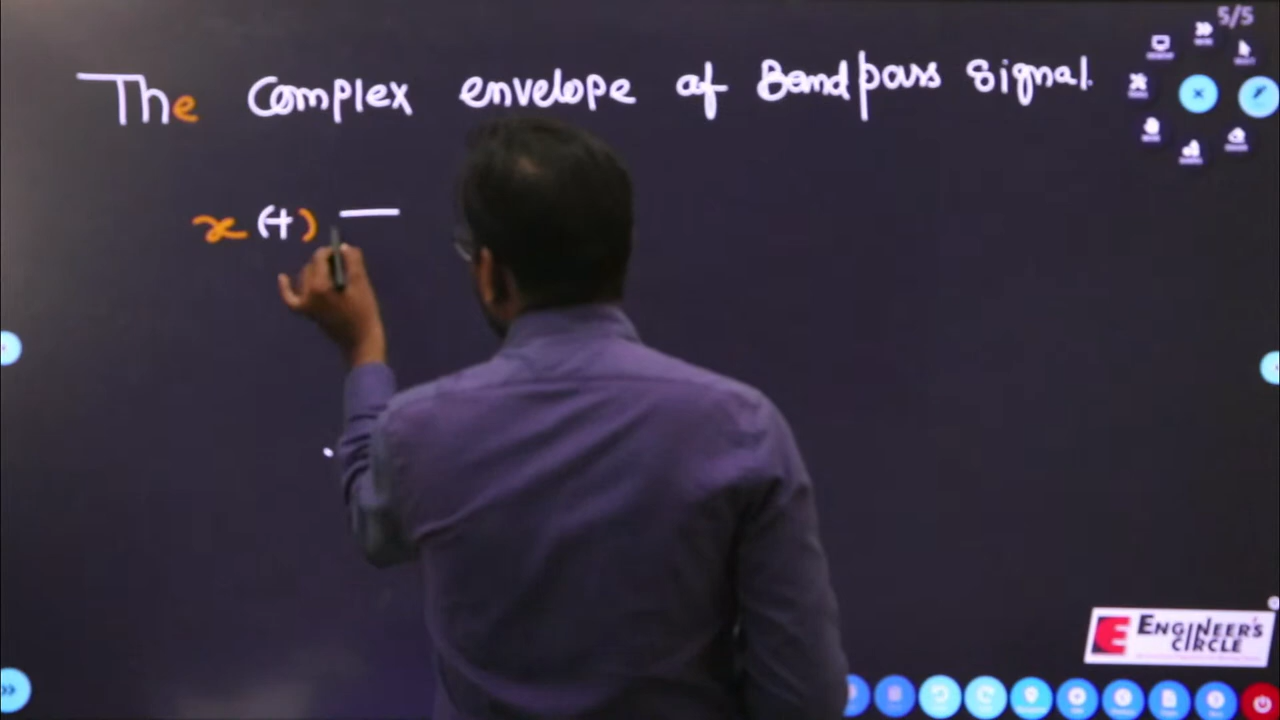 5/5
The Complex envelope of Bandpass Signal.
x(t) —
ENGINEER'S
CIRCLE